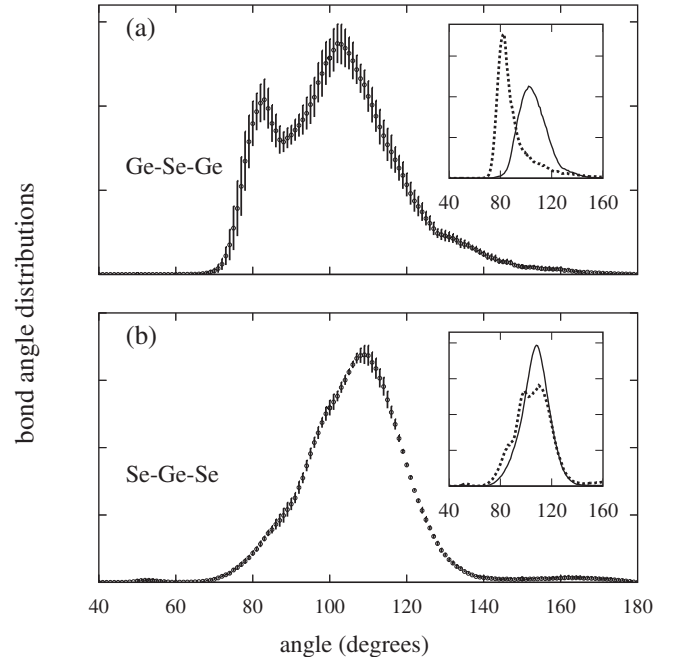 (a)
Ge-Se-Ge
40 80 120 160
bond angle distributions
(b)
Se-Ge-Se
40 80 120 160
40 60 80 100 120 140 160 180
angle (degrees)